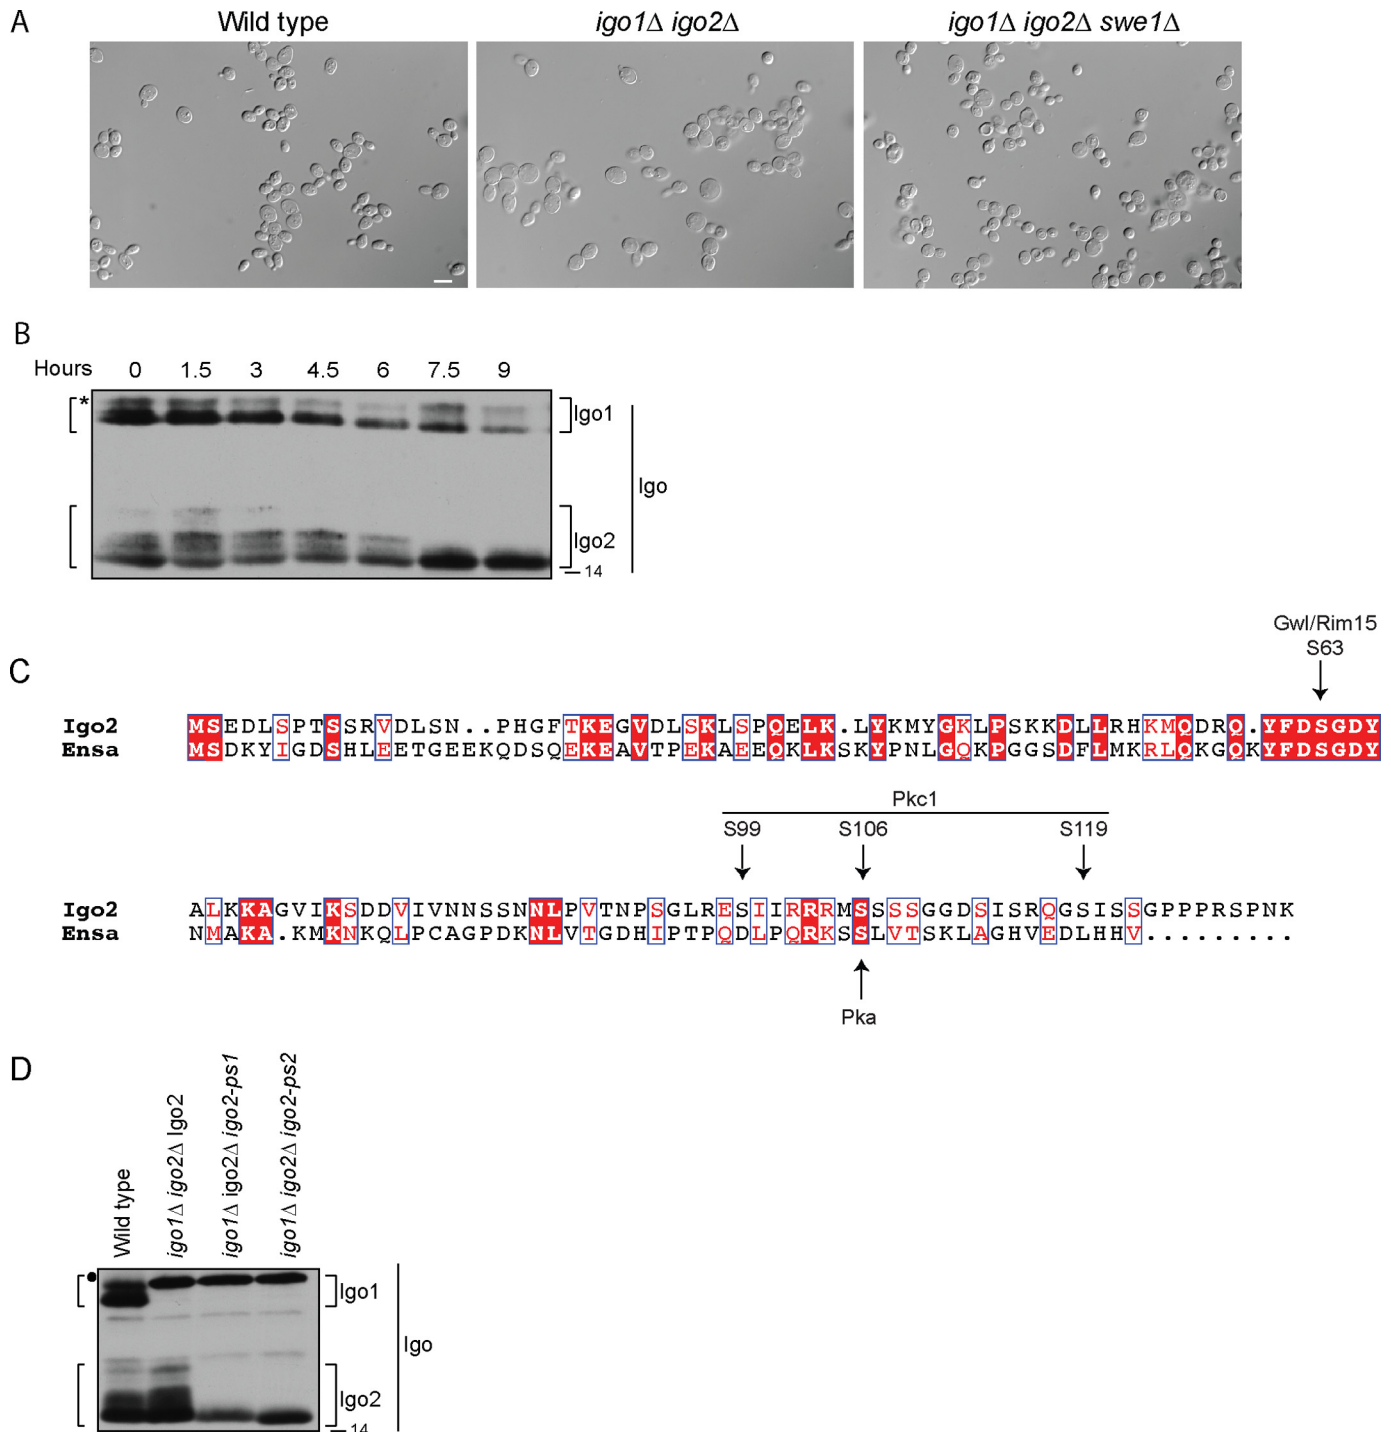 A
Wild type
igo1Δ igo2Δ
igo1Δ igo2Δ swe1Δ
B
Hours 0 1.5 3 4.5 6 7.5 9
*
Igo1
Igo
Igo2
14
Gwl/Rim15
S63
C
Igo2 MSEDLSPTSSRVDLSN..PHGFTKEGVDLSKLSPQELK.LYKMYGKLPSKKDLLRHKMQDRQ.YFDSGDY
Ensa MSDKYIGDSHLEETGEEKQDSQEKEAVTPEKAEEQKLKSKYPNLGQKPGGSDFLMKRLQKGQKYFDSGDY
Pkc1
S99 S106 S119
Igo2 ALKKAGVIKSDDVIVNNSSNNLPVTNPSGLRESIIRRRMSSSSGGDSISRQGSISSGPPPRSPNK
Ensa NMAKA.KMKNKQLPCAGPDKNLVTGDHIPTPQDLPQRKSSLVTSKLAGHVEDLHHV.........
Pka
D
Wild type
igo1Δ igo2Δ Igo2
igo1Δ igo2Δ igo2-ps1
igo1Δ igo2Δ igo2-ps2
Igo1
Igo
Igo2
14